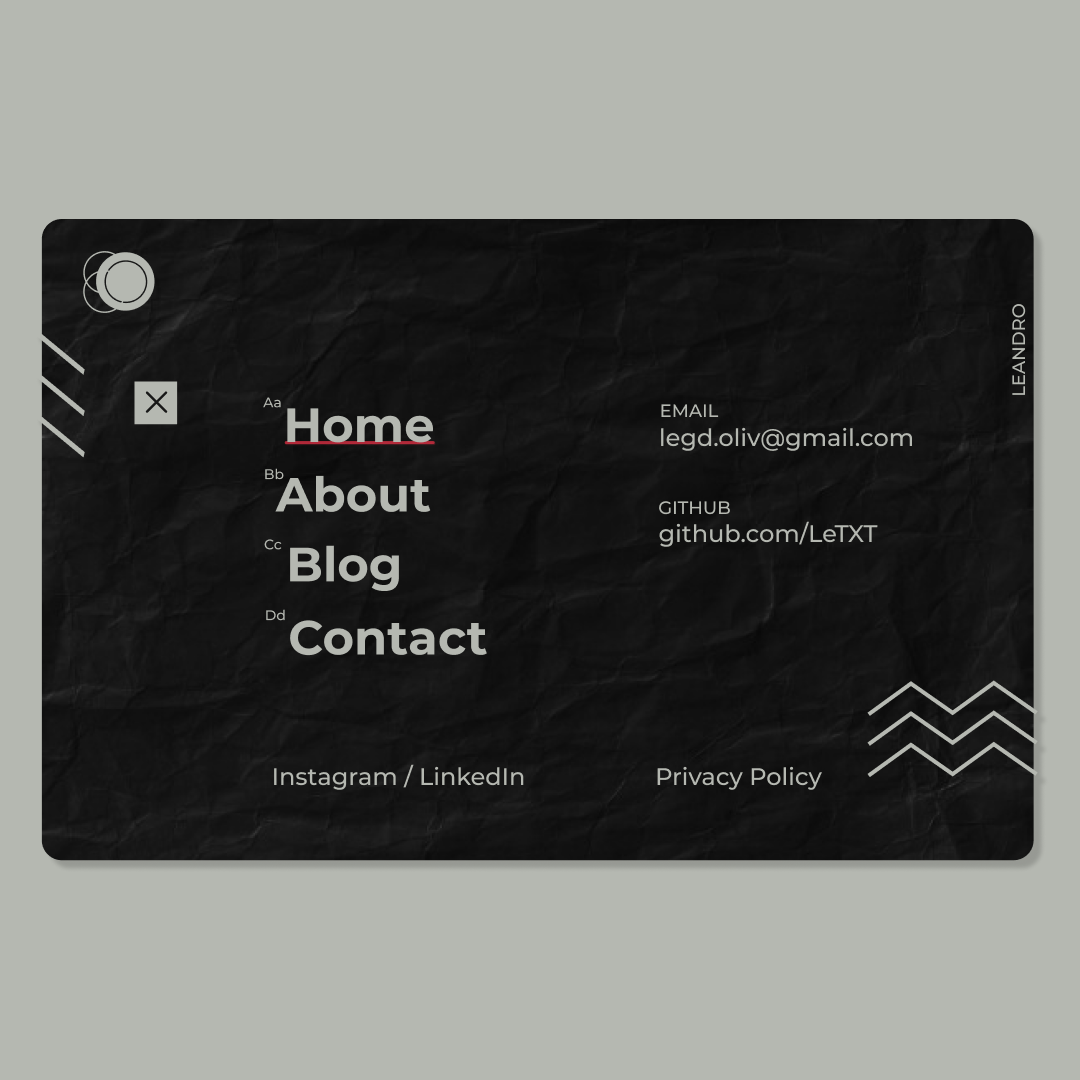 LEANDRO
Aa
Home
Bb
About
Cc
Blog
Dd
Contact
EMAIL
legd.oliv@gmail.com
GITHUB
github.com/LeTXT
Instagram / LinkedIn
Privacy Policy